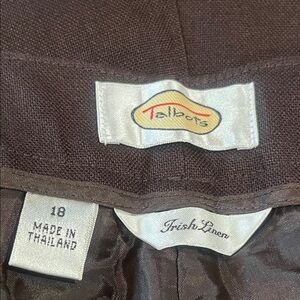 Talbots
18
MADE IN
THAILAND
Irish Linen